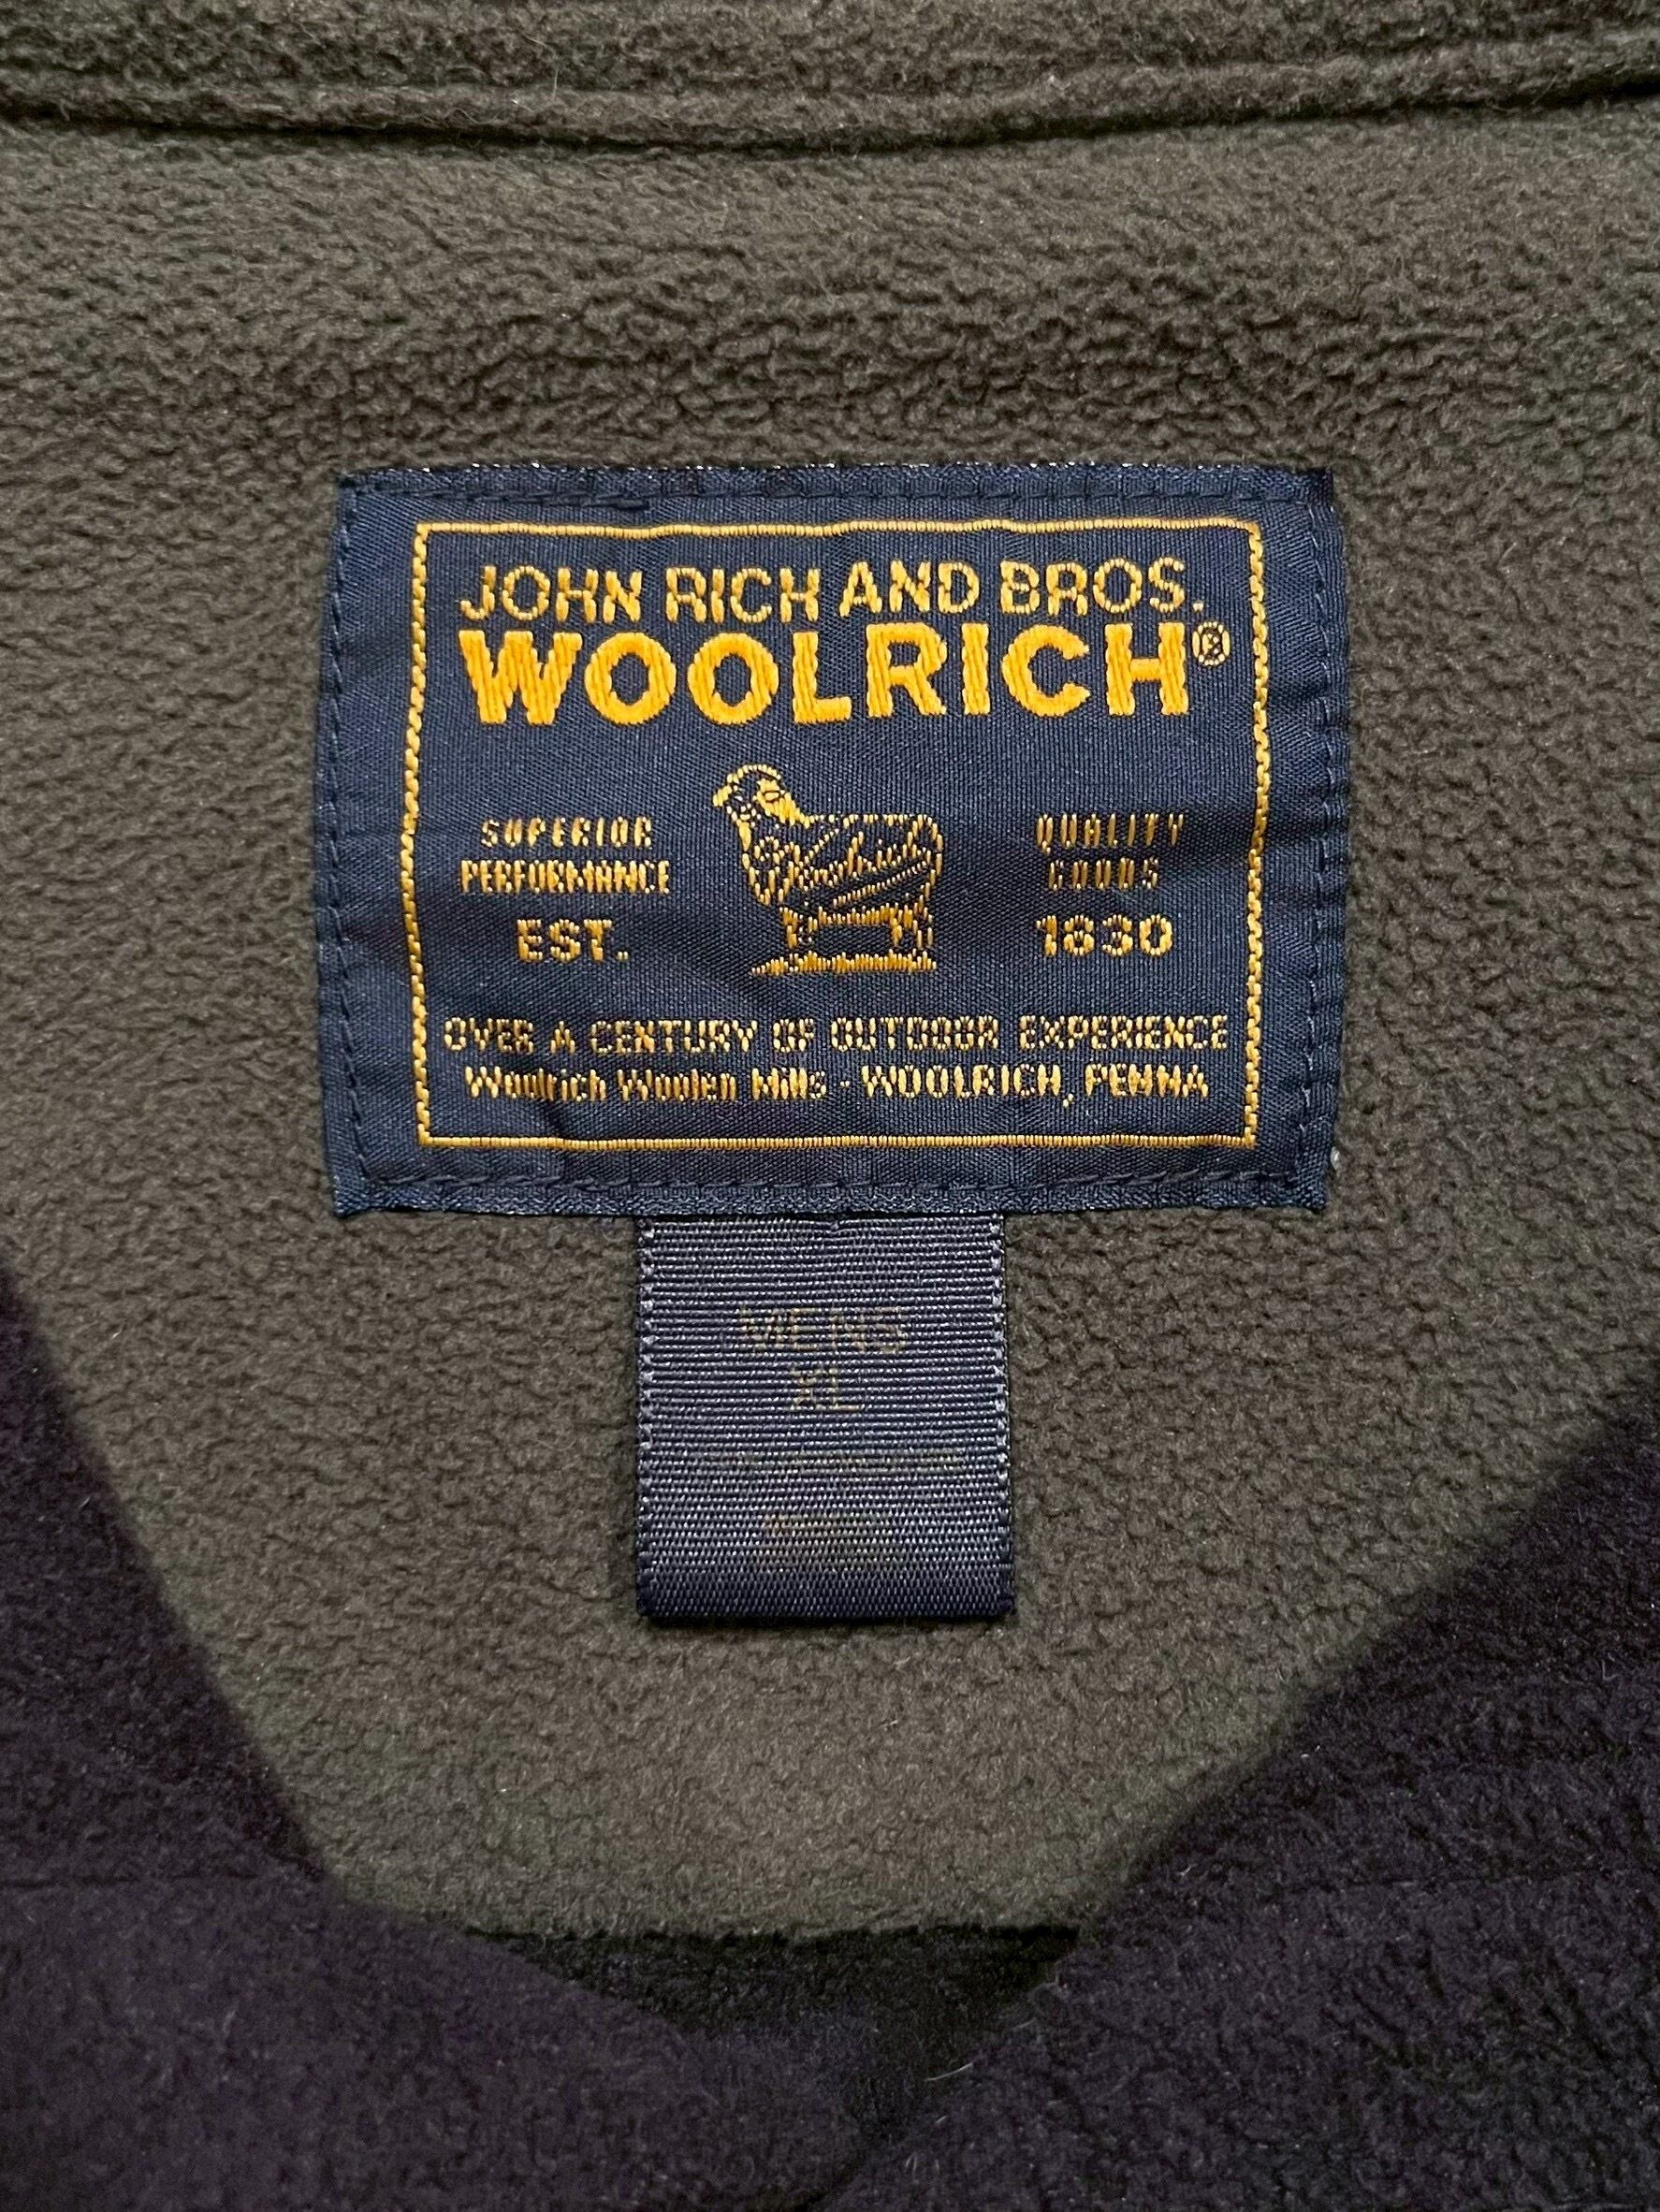 JOHN RICH AND BROS.
WOOLRICH®
SUPERIOR
PERFORMANCE
EST.
Woolrich
QUALITY
GOODS
1830
OVER A CENTURY OF OUTDOOR EXPERIENCE
Woolrich Woolen Mills · WOOLRICH, PENNA
MENS
XL